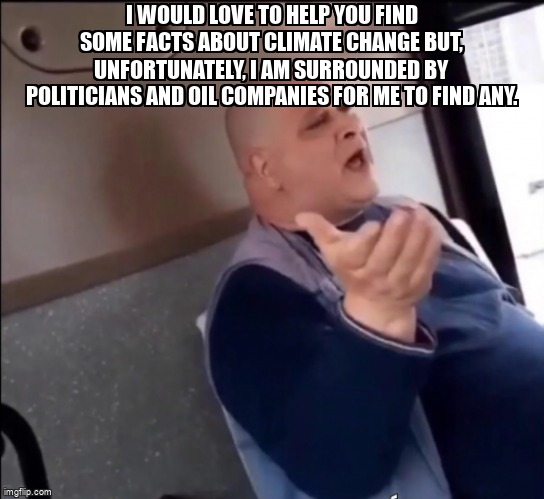 I WOULD LOVE TO HELP YOU FIND
SOME FACTS ABOUT CLIMATE CHANGE BUT,
UNFORTUNATELY, I AM SURROUNDED BY
POLITICIANS AND OIL COMPANIES FOR ME TO FIND ANY.
imgflip.com